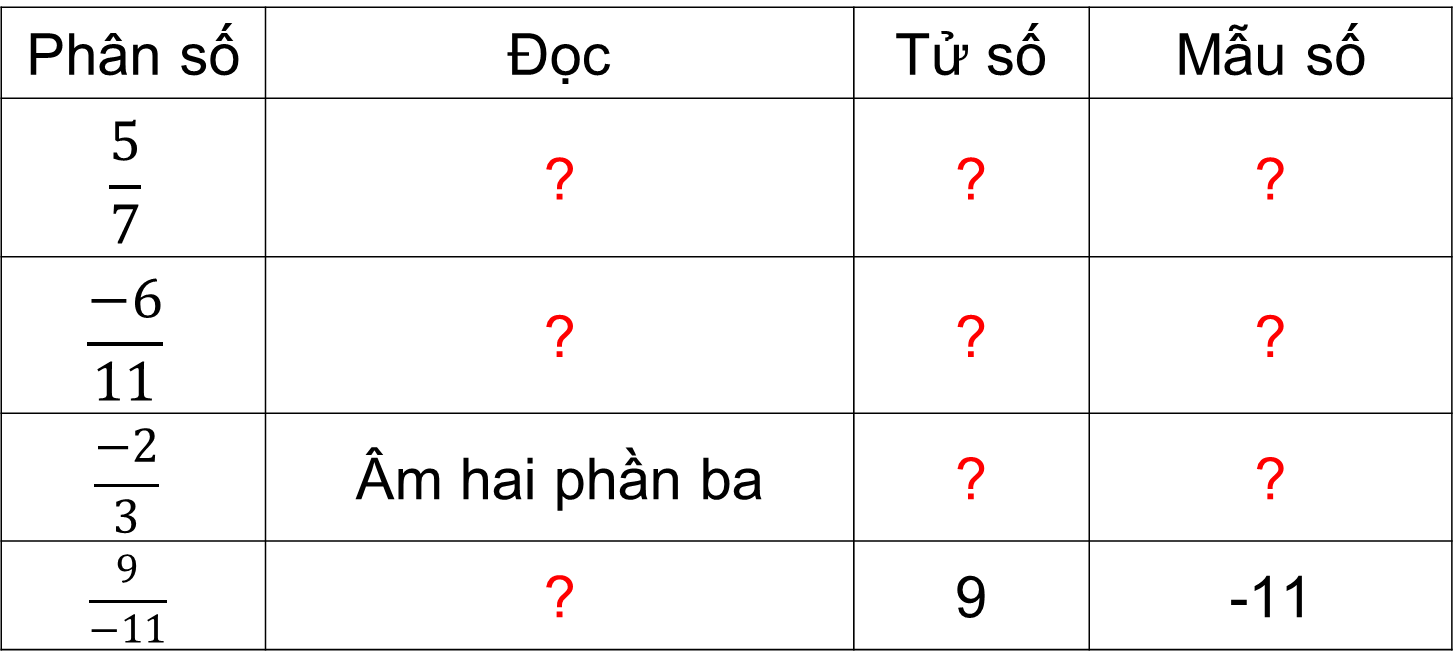 Phân số Đọc Tử số Mẫu số
5/7 ? ? ?
−6/11 ? ? ?
−2/3 Âm hai phần ba ? ?
9/−11 ? 9 -11